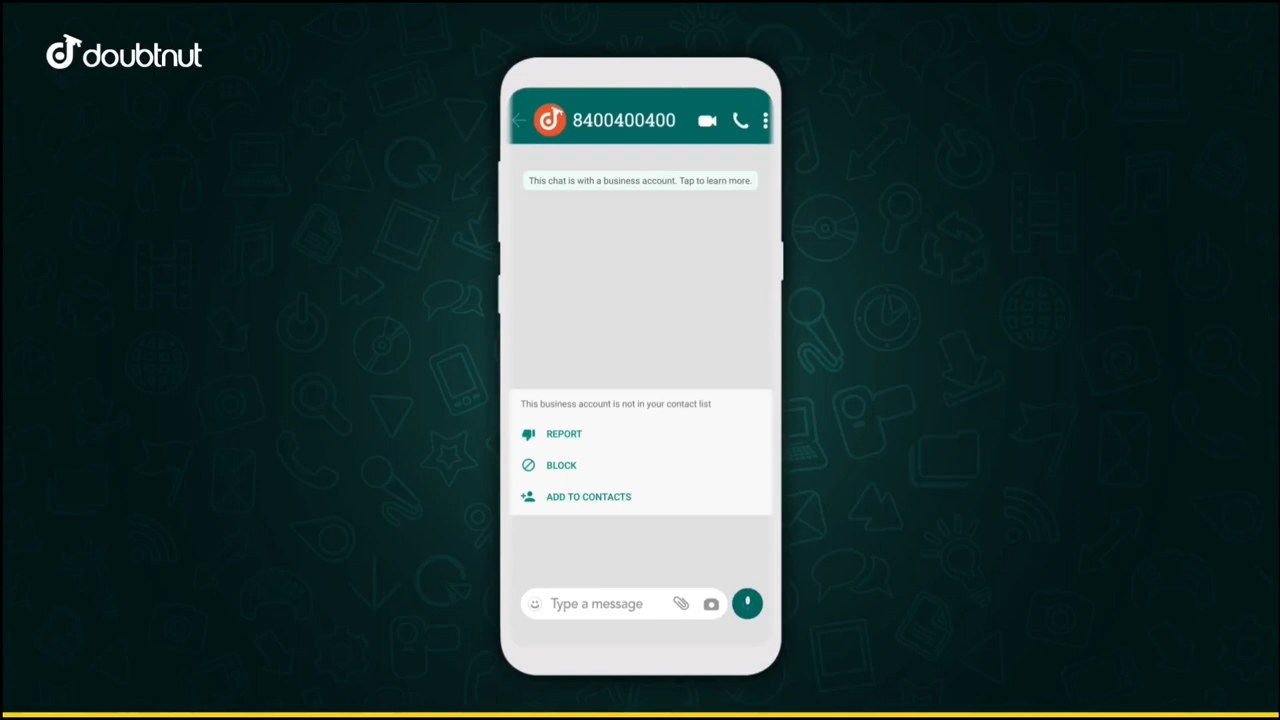 doubtnut
8400400400
This chat is with a business account. Tap to learn more.
This business account is not in your contact list
REPORT
BLOCK
ADD TO CONTACTS
Type a message